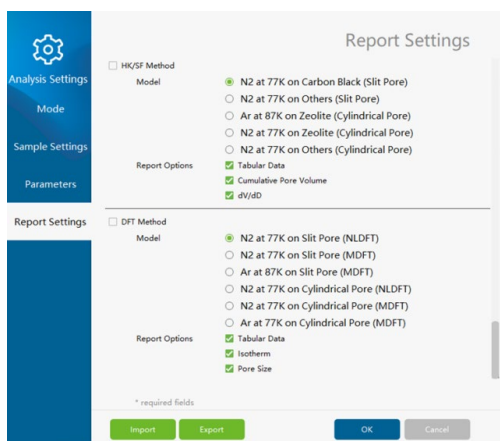 Report Settings
Analysis Settings
Mode
Sample Settings
Parameters
Report Settings
HK/SF Method
Model
N2 at 77K on Carbon Black (Slit Pore)
N2 at 77K on Others (Slit Pore)
Ar at 87K on Zeolite (Cylindrical Pore)
N2 at 77K on Zeolite (Cylindrical Pore)
N2 at 77K on Others (Cylindrical Pore)
Report Options
Tabular Data
Cumulative Pore Volume
dV/dD
DFT Method
Model
N2 at 77K on Slit Pore (NLDFT)
N2 at 77K on Slit Pore (MDFT)
Ar at 87K on Slit Pore (MDFT)
N2 at 77K on Cylindrical Pore (NLDFT)
N2 at 77K on Cylindrical Pore (MDFT)
Ar at 77K on Cylindrical Pore (MDFT)
Report Options
Tabular Data
Isotherm
Pore Size
* required fields
Import Export OK Cancel